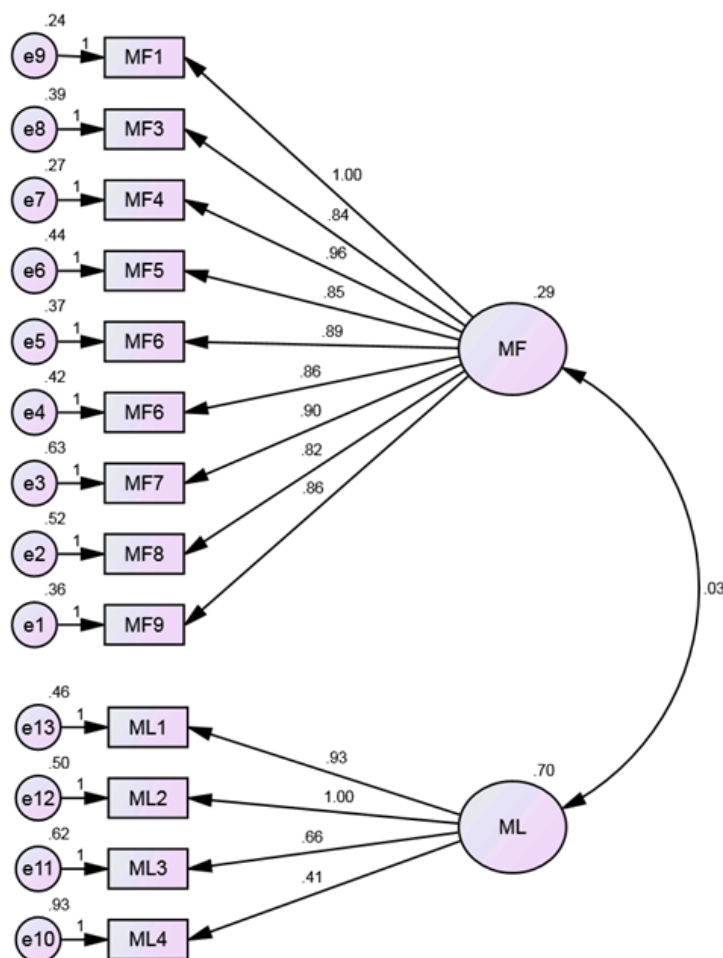 .24
e9 1 MF1
.39
e8 1 MF3
1.00
.27
e7 1 MF4
.84
.44
e6 1 MF5
.96
.85
.29
.37
e5 1 MF6
.89
MF
.42
e4 1 MF6
.86
.63
e3 1 MF7
.90
.52
e2 1 MF8
.82
.36
e1 1 MF9
.86
.03
.46
e13 1 ML1
.93
.50
e12 1 ML2
1.00
.70
ML
.62
e11 1 ML3
.66
.93
e10 1 ML4
.41